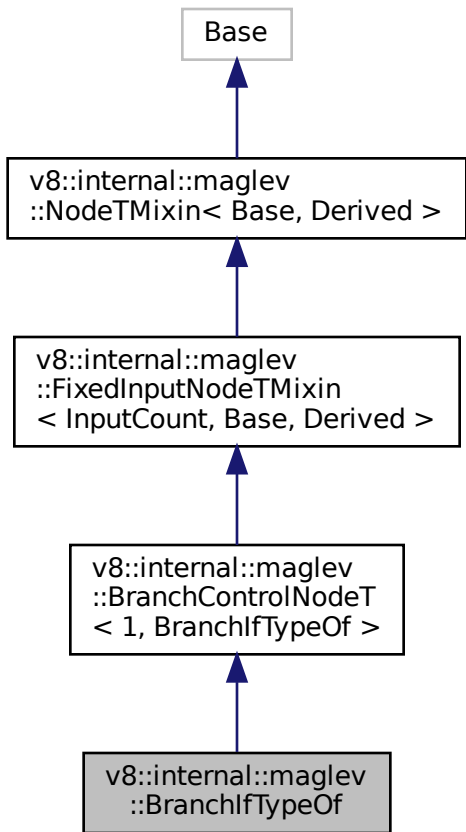 Base
v8::internal::maglev
::NodeTMixin< Base, Derived >
v8::internal::maglev
::FixedInputNodeTMixin
< InputCount, Base, Derived >
v8::internal::maglev
::BranchControlNodeT
< 1, BranchIfTypeOf >
v8::internal::maglev
::BranchIfTypeOf